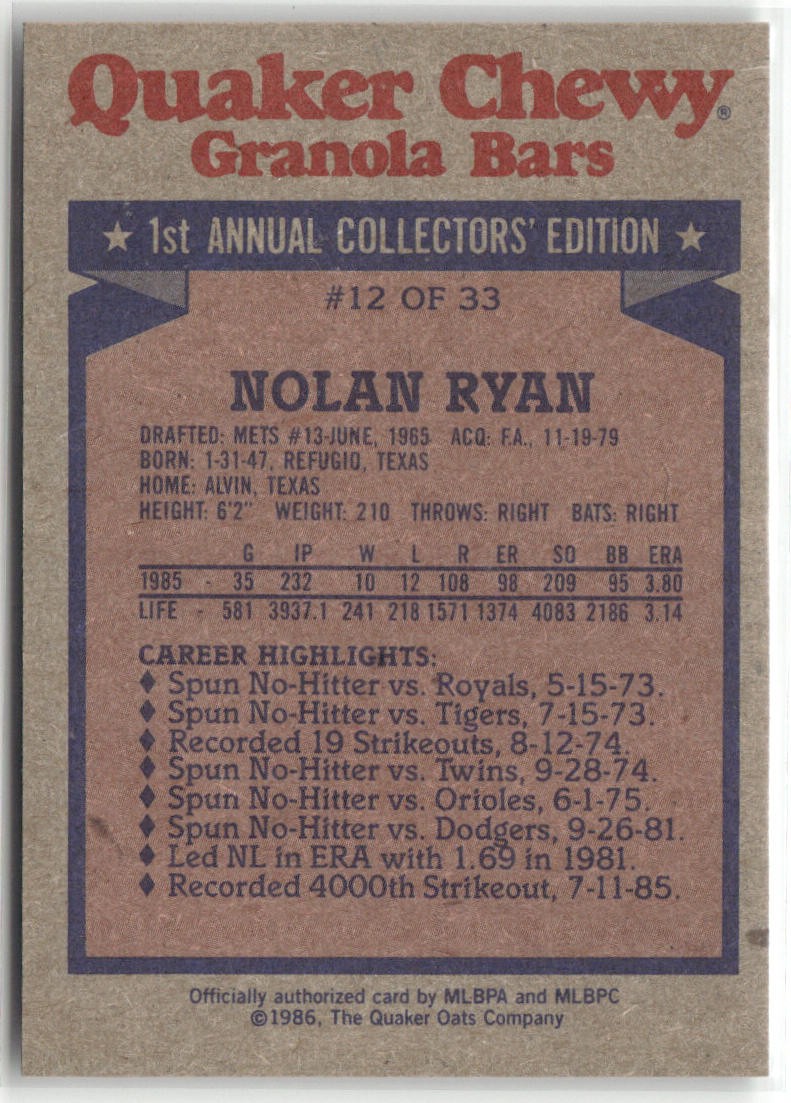 Quaker Chewy®
Granola Bars
★ 1st ANNUAL COLLECTORS' EDITION ★
#12 OF 33
NOLAN RYAN
DRAFTED: METS #13-JUNE, 1965 ACQ: F.A., 11-19-79
BORN: 1-31-47, REFUGIO, TEXAS
HOME: ALVIN, TEXAS
HEIGHT: 6'2" WEIGHT: 210 THROWS: RIGHT BATS: RIGHT
G IP W L R ER SO BB ERA
1985 - 35 232 10 12 108 98 209 95 3.80
LIFE - 581 3937.1 241 218 1571 1374 4083 2186 3.14
CAREER HIGHLIGHTS:
♦ Spun No-Hitter vs. Royals, 5-15-73.
♦ Spun No-Hitter vs. Tigers, 7-15-73.
♦ Recorded 19 Strikeouts, 8-12-74.
♦ Spun No-Hitter vs. Twins, 9-28-74.
♦ Spun No-Hitter vs. Orioles, 6-1-75.
♦ Spun No-Hitter vs. Dodgers, 9-26-81.
♦ Led NL in ERA with 1.69 in 1981.
♦ Recorded 4000th Strikeout, 7-11-85.
Officially authorized card by MLBPA and MLBPC
©1986, The Quaker Oats Company